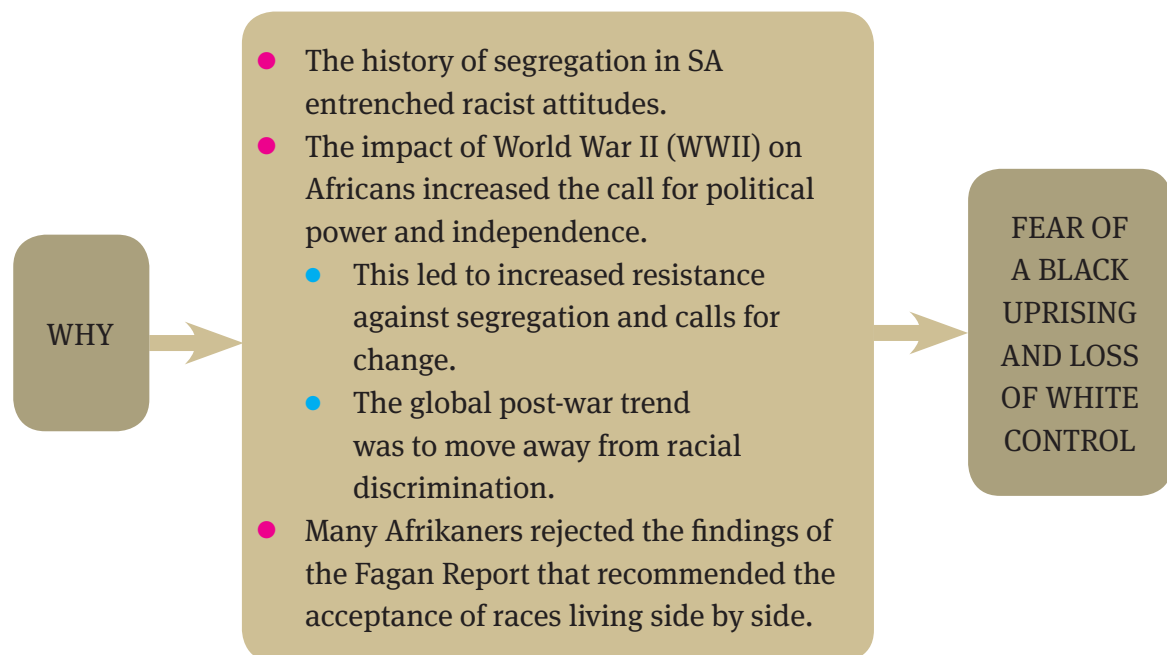 WHY
● The history of segregation in SA
entrenched racist attitudes.
● The impact of World War II (WWII) on
Africans increased the call for political
power and independence.
● This led to increased resistance
against segregation and calls for
change.
● The global post-war trend
was to move away from racial
discrimination.
● Many Afrikaners rejected the findings of
the Fagan Report that recommended the
acceptance of races living side by side.
FEAR OF
A BLACK
UPRISING
AND LOSS
OF WHITE
CONTROL